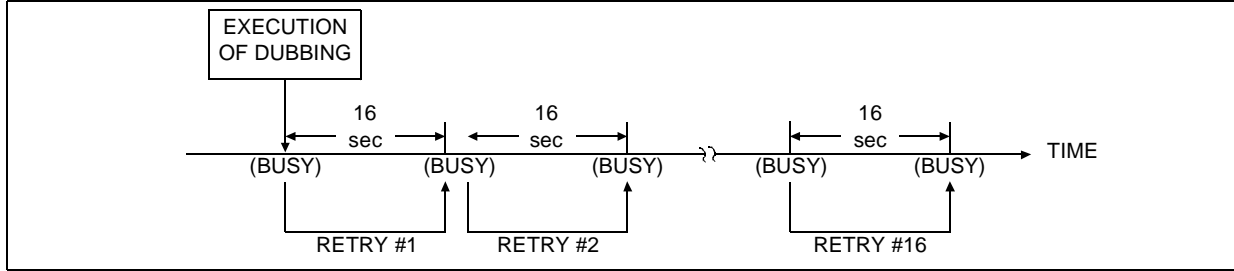 EXECUTION
OF DUBBING
16
sec
16
sec
16
sec
TIME
(BUSY)
(BUSY)
(BUSY)
(BUSY)
(BUSY)
RETRY #1
RETRY #2
RETRY #16